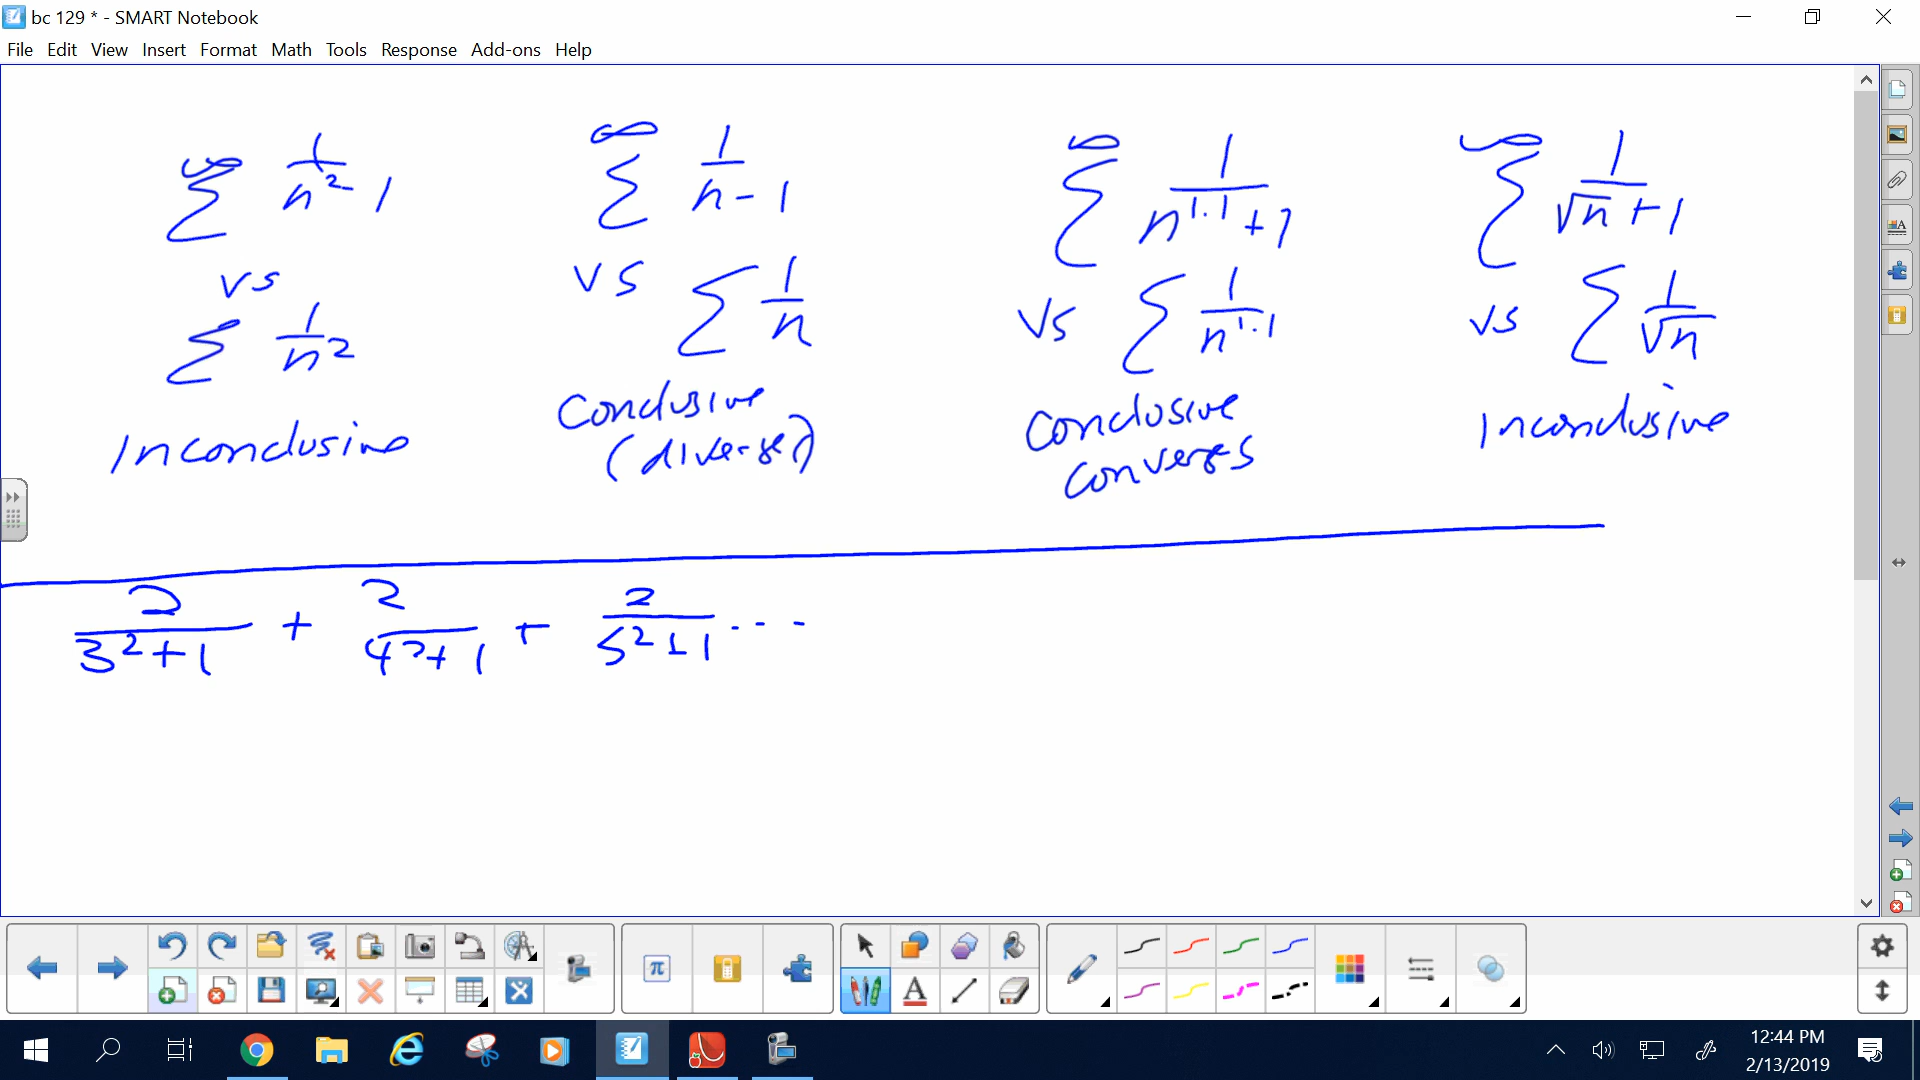 bc 129 * - SMART Notebook
File Edit View Insert Format Math Tools Response Add-ons Help
∞ ∑ 1/(n² - 1)
vs
∑ 1/n²
Inconclusive
∞ ∑ 1/(n - 1)
vs ∑ 1/n
Conclusive
(diverges)
∞ ∑ 1/(n^1.1 + 1)
vs ∑ 1/n^1.1
Conclusive
converges
∞ ∑ 1/(√n + 1)
vs ∑ 1/√n
Inconclusive
2/(3² + 1) + 2/(4² + 1) + 2/(5² + 1) ...
π
A
12:44 PM
2/13/2019